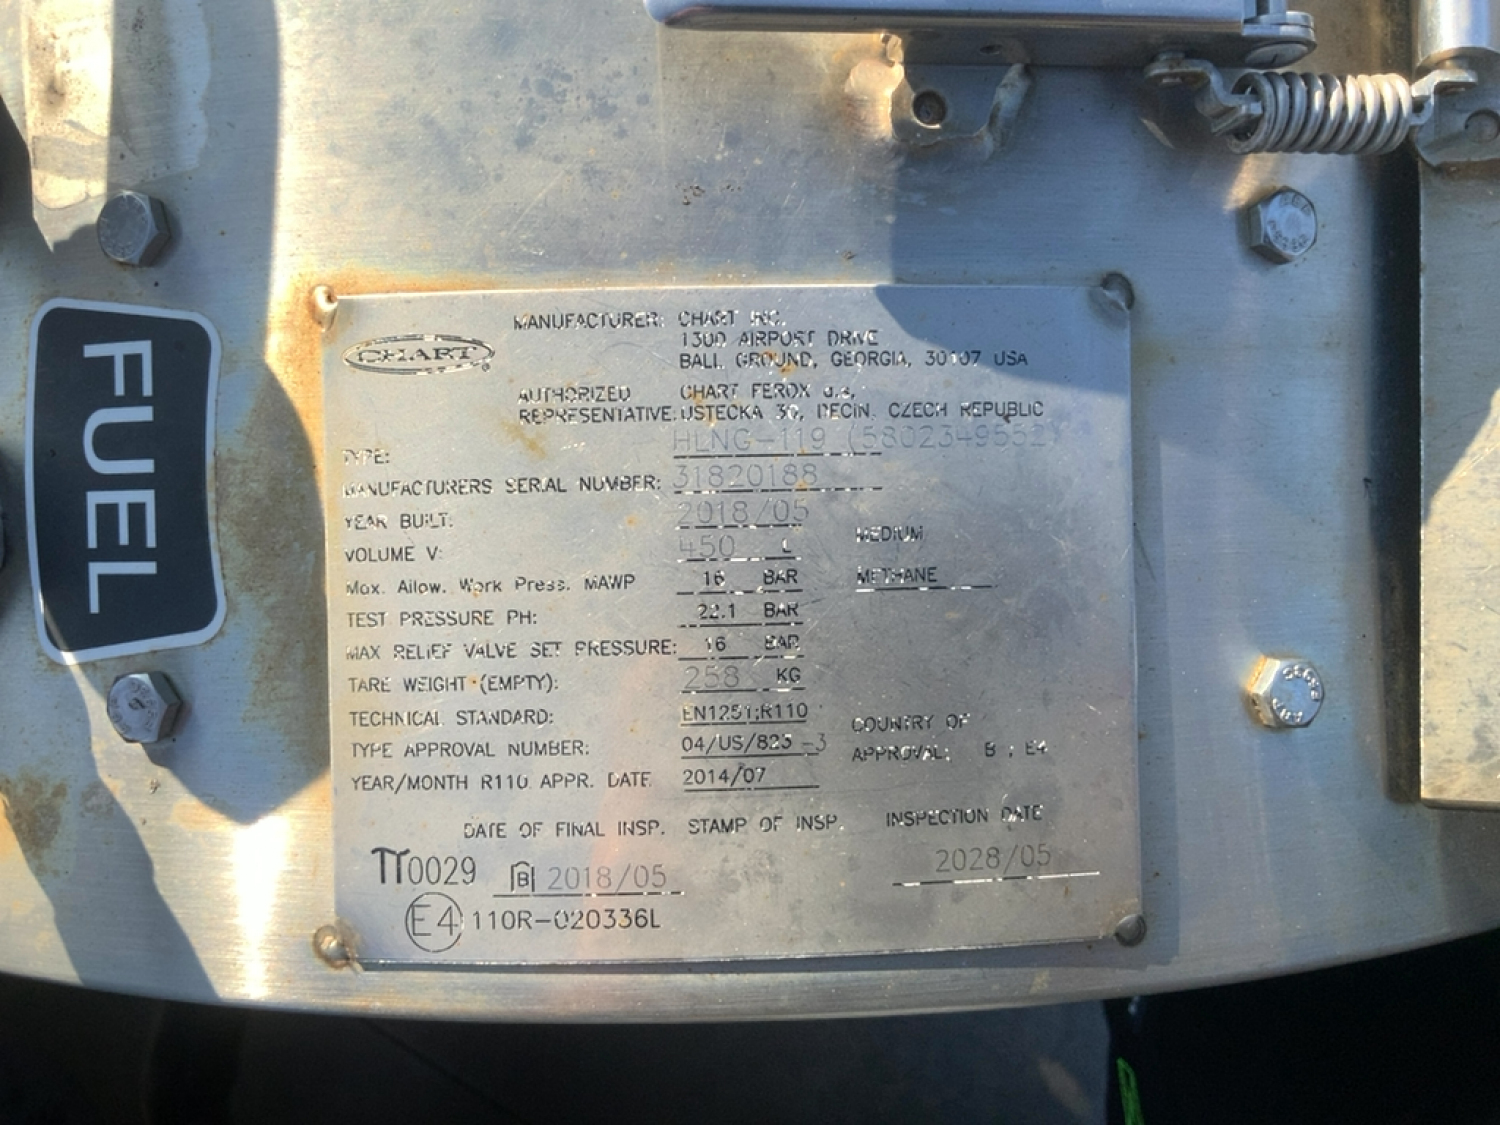 FUEL
CHART
MANUFACTURER: CHART INC.
1300 AIRPORT DRIVE
BALL GROUND, GEORGIA, 30107 USA
AUTHORIZED CHART FEROX a.s,
REPRESENTATIVE: USTECKA 30, DECIN, CZECH REPUBLIC
TYPE: HLNG-119 (5802349552)
MANUFACTURERS SERIAL NUMBER: 31820188
YEAR BUILT: 2018/05
VOLUME V: 450 L MEDIUM
Max. Allow. Work Press. MAWP 16 BAR METHANE
TEST PRESSURE PH: 22.1 BAR
MAX RELIEF VALVE SET PRESSURE: 16 BAR
TARE WEIGHT (EMPTY): 258 KG
TECHNICAL STANDARD: EN1251;R110 COUNTRY OF
TYPE APPROVAL NUMBER: 04/US/823-3 APPROVAL: B ; E4
YEAR/MONTH R110 APPR. DATE 2014/07
DATE OF FINAL INSP. STAMP OF INSP. INSPECTION DATE
π0029 B 2018/05 2028/05
E4 110R-020336L